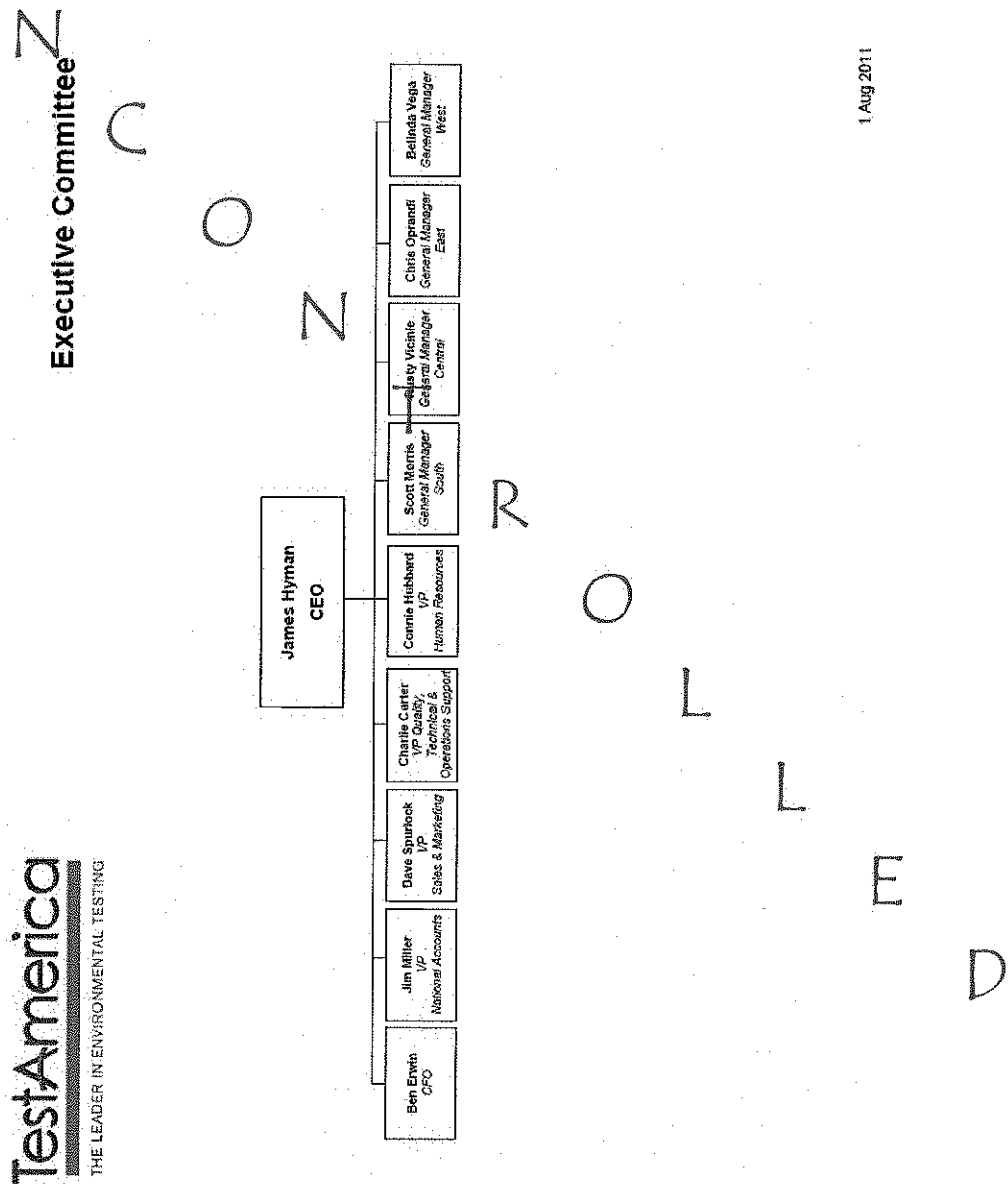 TestAmerica
THE LEADER IN ENVIRONMENTAL TESTING
Executive Committee
James Hyman
CEO
Ben Erwin
CFO
Jim Miller
VP
National Accounts
Dave Spurlock
VP
Sales & Marketing
Charlie Carter
VP Quality,
Technical &
Operations Support
Connie Hubbard
VP
Human Resources
Scott Morris
General Manager
South
Rusty Vicinie
General Manager
Central
Chris Oprandi
General Manager
East
Belinda Vega
General Manager
West
1 Aug 2011
N C O N T R O L L E D